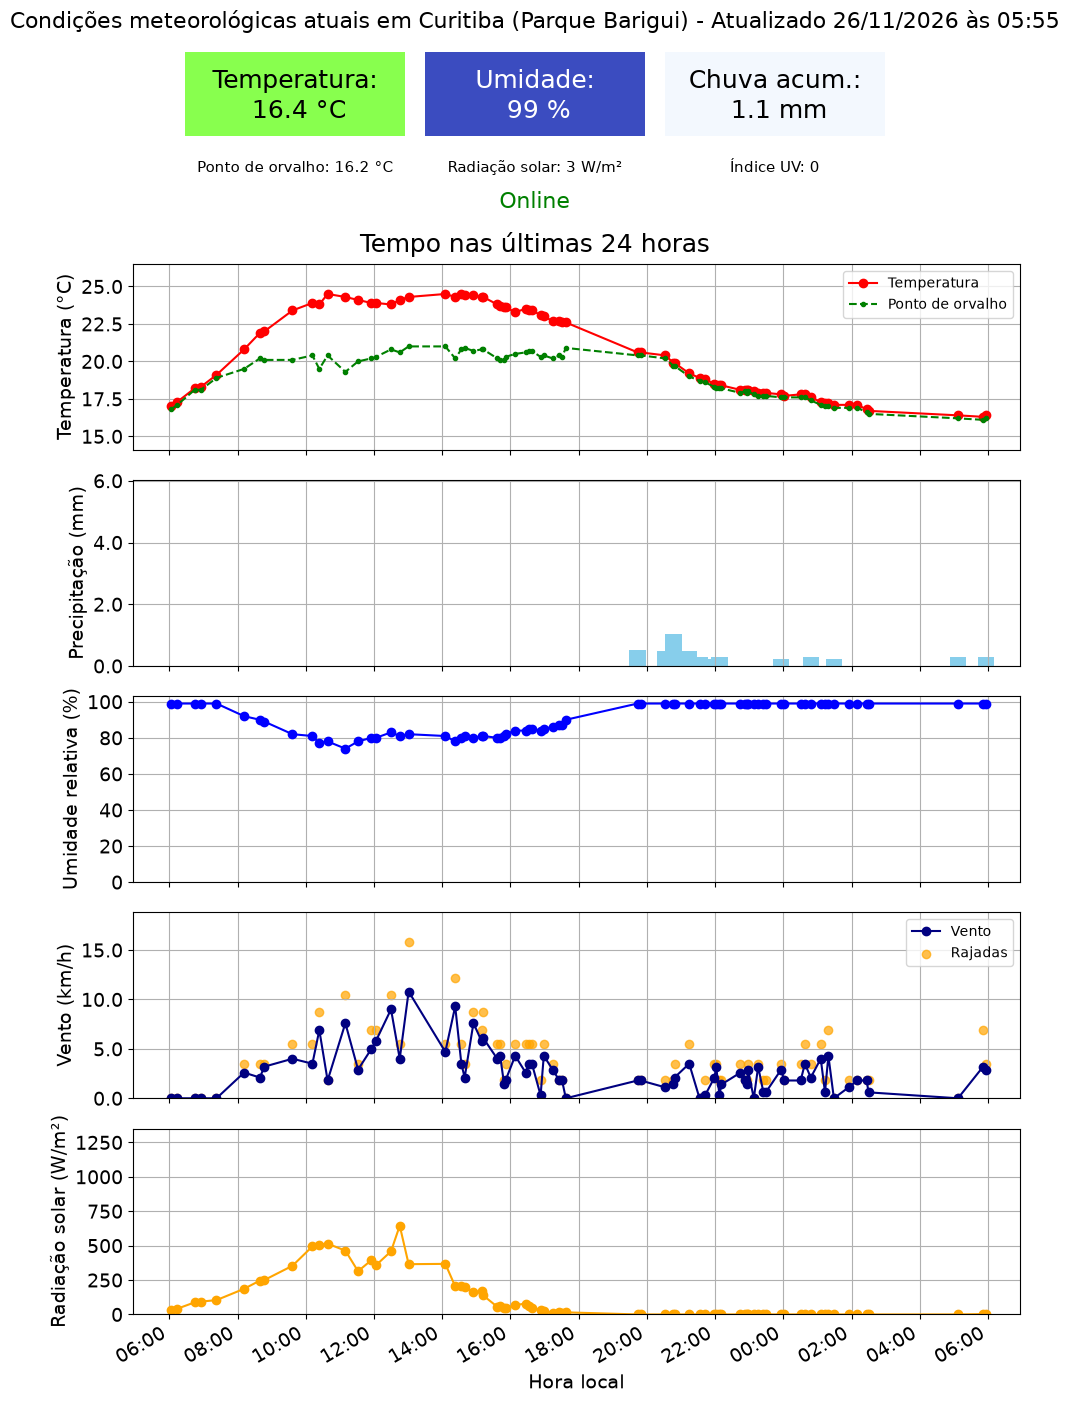 Condições meteorológicas atuais em Curitiba (Parque Barigui) - Atualizado 26/11/2026 às 05:55
Temperatura:
16.4 °C
Umidade:
99 %
Chuva acum.:
1.1 mm
Ponto de orvalho: 16.2 °C
Radiação solar: 3 W/m²
Índice UV: 0
Online
Tempo nas últimas 24 horas
Temperatura (°C)
25.0
22.5
20.0
17.5
15.0
Temperatura
Ponto de orvalho
Precipitação (mm)
6.0
4.0
2.0
0.0
Umidade relativa (%)
100
80
60
40
20
0
Vento (km/h)
15.0
10.0
5.0
0.0
Vento
Rajadas
Radiação solar (W/m²)
1250
1000
750
500
250
0
06:00
08:00
10:00
12:00
14:00
16:00
18:00
20:00
22:00
00:00
02:00
04:00
06:00
Hora local